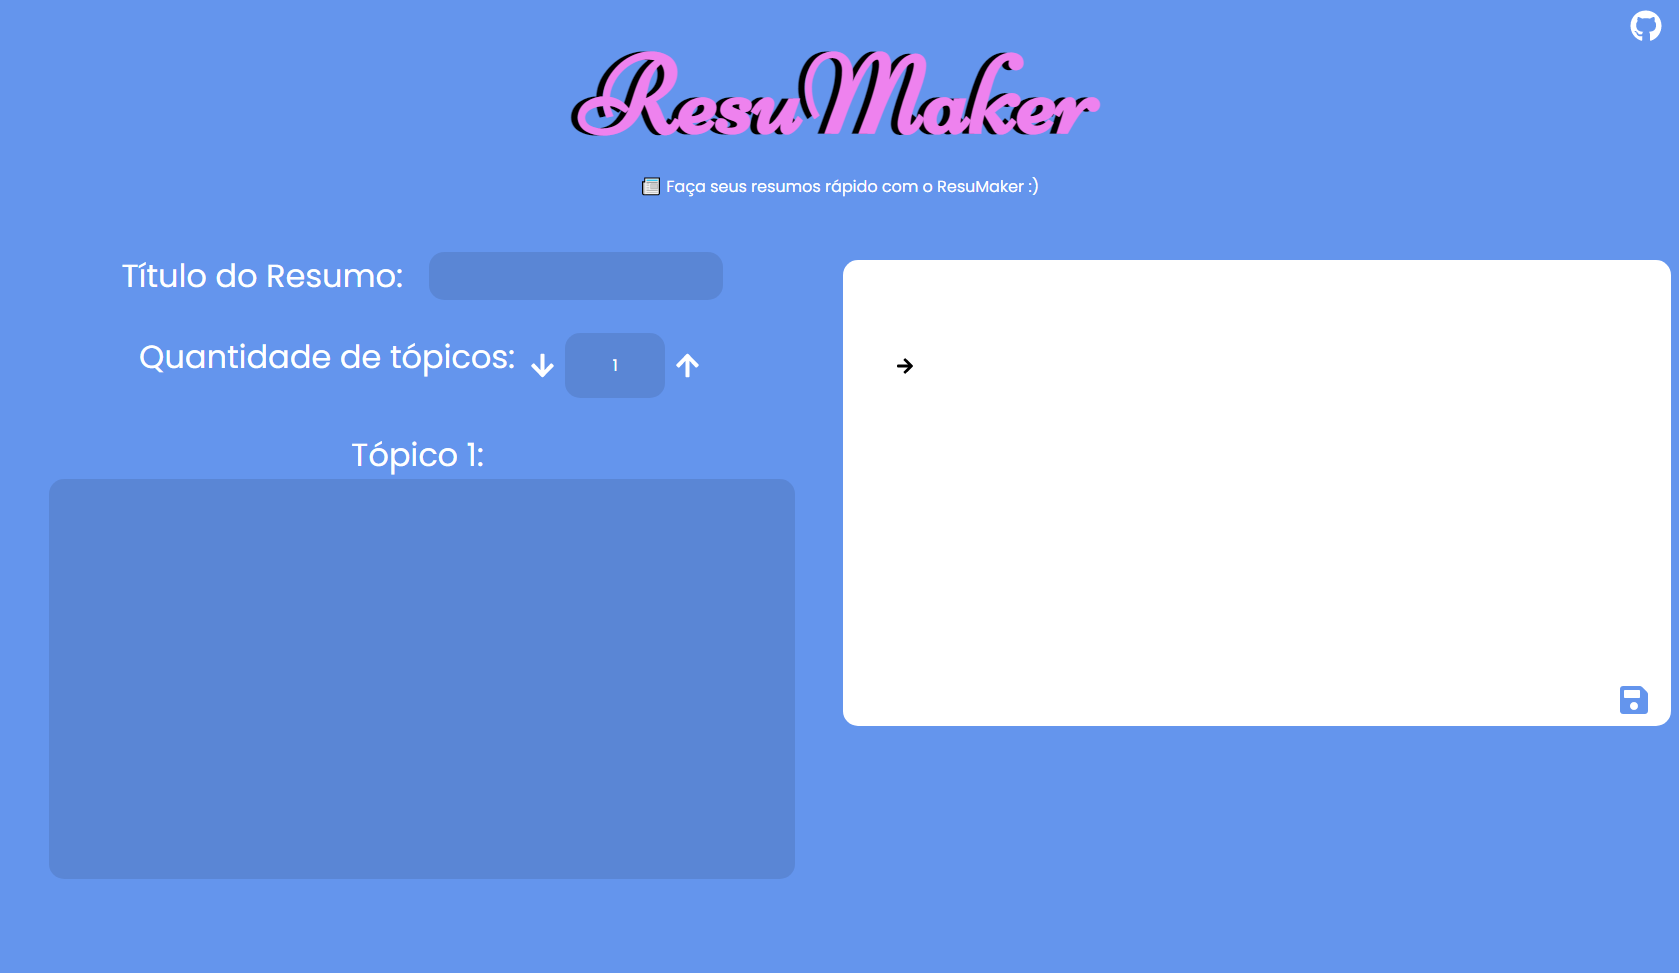 ResuMaker
Faça seus resumos rápido com o ResuMaker :)
Título do Resumo:
Quantidade de tópicos: 1
Tópico 1: